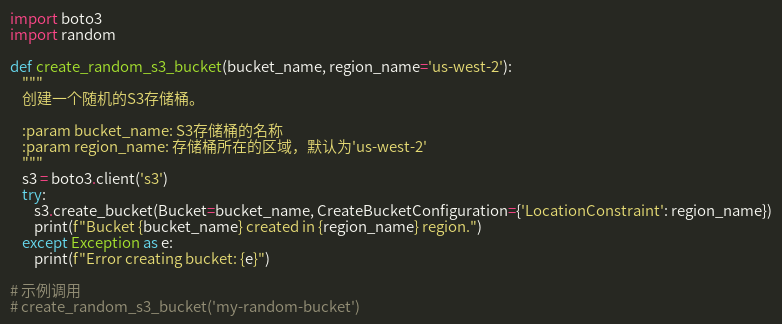 import boto3
import random
def create_random_s3_bucket(bucket_name, region_name='us-west-2'):
"""
创建一个随机的S3存储桶。
:param bucket_name: S3存储桶的名称
:param region_name: 存储桶所在的区域，默认为'us-west-2'
"""
s3 = boto3.client('s3')
try:
s3.create_bucket(Bucket=bucket_name, CreateBucketConfiguration={'LocationConstraint': region_name})
print(f"Bucket {bucket_name} created in {region_name} region.")
except Exception as e:
print(f"Error creating bucket: {e}")
# 示例调用
# create_random_s3_bucket('my-random-bucket')